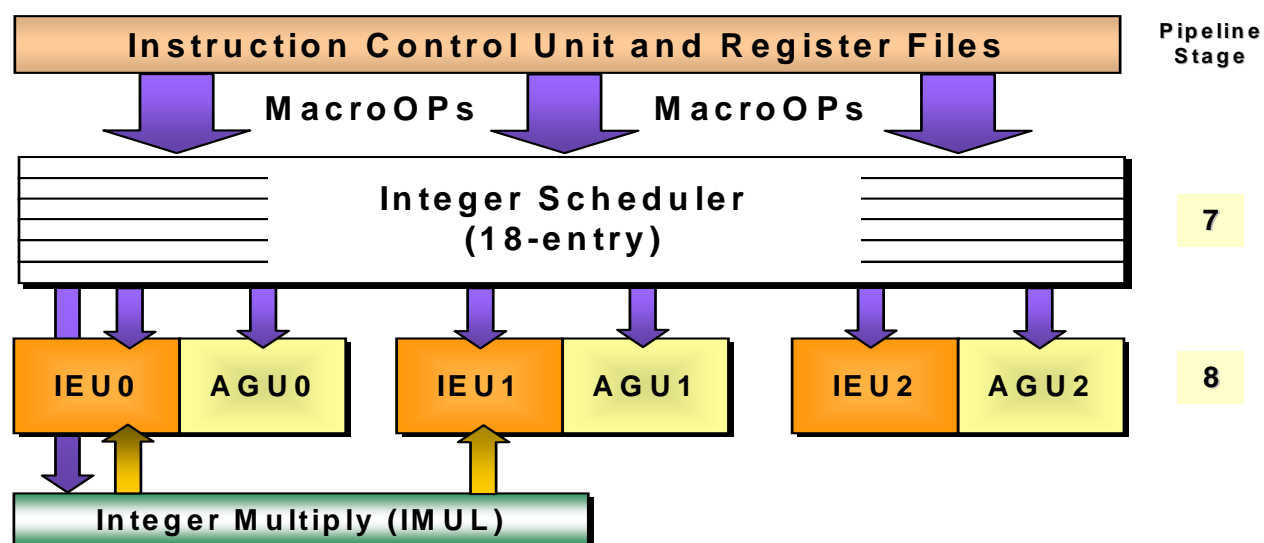 Instruction Control Unit and Register Files
Pipeline
Stage
MacroOPs
MacroOPs
Integer Scheduler
(18-entry)
7
IEU0
AGU0
IEU1
AGU1
IEU2
AGU2
8
Integer Multiply (IMUL)